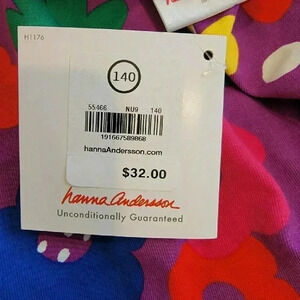 H1176
140
55466 NU9 140
191667589868
hannaAndersson.com
$32.00
hanna Andersson
Unconditionally Guaranteed